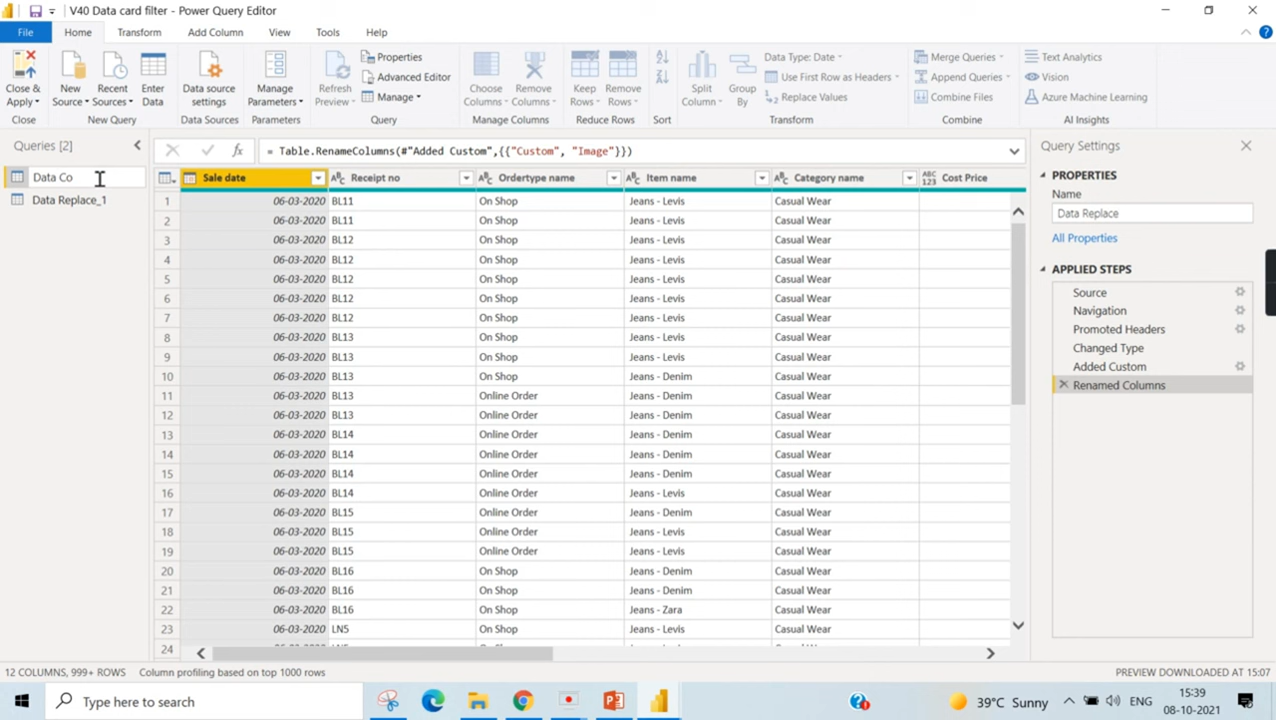 V40 Data card filter - Power Query Editor
File Home Transform Add Column View Tools Help
Close & Apply
New Source
Recent Sources
Enter Data
Data source settings
Manage Parameters
Refresh Preview
Properties
Advanced Editor
Manage
Choose Columns
Remove Columns
Keep Rows
Remove Rows
Split Column
Group By
Data Type: Date
Use First Row as Headers
Replace Values
Merge Queries
Append Queries
Combine Files
Text Analytics
Vision
Azure Machine Learning
Close New Query Data Sources Parameters Query Manage Columns Reduce Rows Sort Transform Combine AI Insights
Queries [2]
Data Co
Data Replace_1
fx = Table.RenameColumns(#"Added Custom",{{"Custom", "Image"}})
Sale date Receipt no Ordertype name Item name Category name Cost Price
1 06-03-2020 BL11 On Shop Jeans - Levis Casual Wear
2 06-03-2020 BL11 On Shop Jeans - Levis Casual Wear
3 06-03-2020 BL12 On Shop Jeans - Levis Casual Wear
4 06-03-2020 BL12 On Shop Jeans - Levis Casual Wear
5 06-03-2020 BL12 On Shop Jeans - Levis Casual Wear
6 06-03-2020 BL12 On Shop Jeans - Levis Casual Wear
7 06-03-2020 BL12 On Shop Jeans - Levis Casual Wear
8 06-03-2020 BL13 On Shop Jeans - Levis Casual Wear
9 06-03-2020 BL13 On Shop Jeans - Levis Casual Wear
10 06-03-2020 BL13 On Shop Jeans - Denim Casual Wear
11 06-03-2020 BL13 Online Order Jeans - Denim Casual Wear
12 06-03-2020 BL13 Online Order Jeans - Denim Casual Wear
13 06-03-2020 BL14 Online Order Jeans - Denim Casual Wear
14 06-03-2020 BL14 Online Order Jeans - Denim Casual Wear
15 06-03-2020 BL14 Online Order Jeans - Denim Casual Wear
16 06-03-2020 BL14 Online Order Jeans - Levis Casual Wear
17 06-03-2020 BL15 Online Order Jeans - Denim Casual Wear
18 06-03-2020 BL15 Online Order Jeans - Levis Casual Wear
19 06-03-2020 BL15 Online Order Jeans - Levis Casual Wear
20 06-03-2020 BL16 On Shop Jeans - Denim Casual Wear
21 06-03-2020 BL16 On Shop Jeans - Denim Casual Wear
22 06-03-2020 BL16 On Shop Jeans - Zara Casual Wear
23 06-03-2020 LN5 On Shop Jeans - Levis Casual Wear
24
Query Settings
PROPERTIES
Name
Data Replace
All Properties
APPLIED STEPS
Source
Navigation
Promoted Headers
Changed Type
Added Custom
Renamed Columns
12 COLUMNS, 999+ ROWS Column profiling based on top 1000 rows PREVIEW DOWNLOADED AT 15:07
Type here to search
39°C Sunny
ENG
15:39
08-10-2021